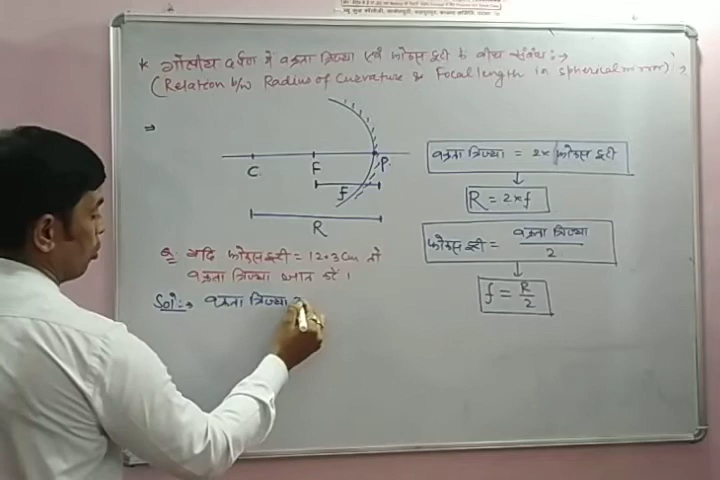 * गोलीय दर्पण में वक्रता त्रिज्या एवं फोकस दूरी के बीच संबंध :→
(Relation b/w Radius of Curvature & Focal length in spherical mirror) →
⇒
C F P
f
R
वक्रता त्रिज्या = 2 × फोकस दूरी
↓
R = 2 × f
फोकस दूरी = वक्रता त्रिज्या / 2
↓
f = R / 2
Q. यदि फोकस दूरी = 12.3 cm तो
वक्रता त्रिज्या ज्ञात करें ।
Sol :→ वक्रता त्रिज्या =